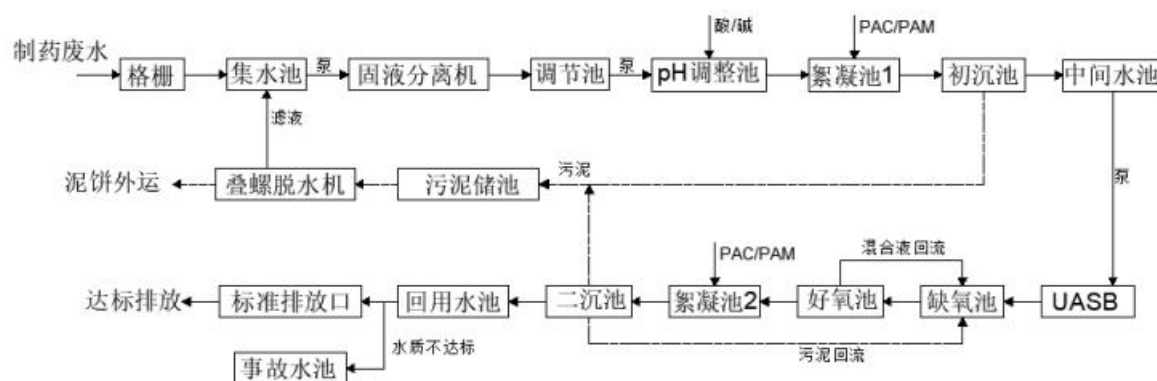 酸/碱
PAC/PAM
制药废水
格栅
集水池
泵
固液分离机
调节池
泵
pH调整池
絮凝池1
初沉池
中间水池
滤液
泥饼外运
叠螺脱水机
污泥储池
污泥
泵
PAC/PAM
混合液回流
达标排放
标准排放口
回用水池
二沉池
絮凝池2
好氧池
缺氧池
UASB
水质不达标
污泥回流
事故水池